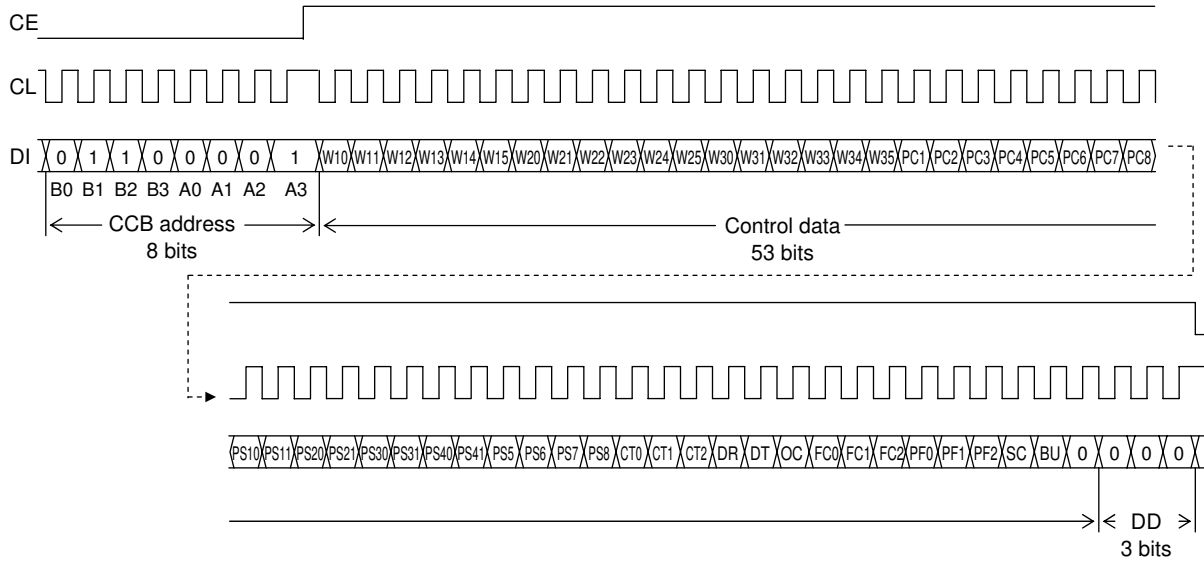 CE
CL
DI 0 1 1 0 0 0 0 1 W10 W11 W12 W13 W14 W15 W20 W21 W22 W23 W24 W25 W30 W31 W32 W33 W34 W35 PC1 PC2 PC3 PC4 PC5 PC6 PC7 PC8
B0 B1 B2 B3 A0 A1 A2 A3
CCB address Control data
8 bits 53 bits
PS10 PS11 PS20 PS21 PS30 PS31 PS40 PS41 PS5 PS6 PS7 PS8 CT0 CT1 CT2 DR DT OC FC0 FC1 FC2 PF0 PF1 PF2 SC BU 0 0 0 0
DD
3 bits